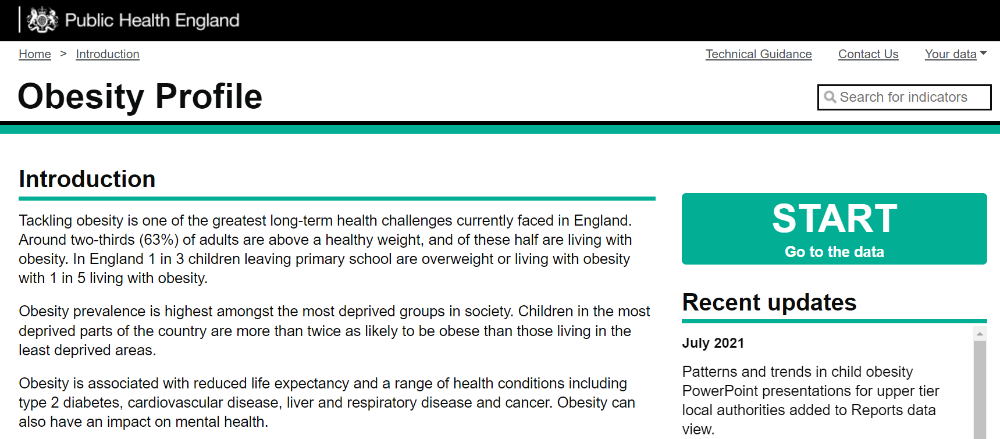 Public Health England
Home > Introduction
Technical Guidance Contact Us Your data
Obesity Profile
Search for indicators
Introduction
Tackling obesity is one of the greatest long-term health challenges currently faced in England.
Around two-thirds (63%) of adults are above a healthy weight, and of these half are living with
obesity. In England 1 in 3 children leaving primary school are overweight or living with obesity
with 1 in 5 living with obesity.
Obesity prevalence is highest amongst the most deprived groups in society. Children in the most
deprived parts of the country are more than twice as likely to be obese than those living in the
least deprived areas.
Obesity is associated with reduced life expectancy and a range of health conditions including
type 2 diabetes, cardiovascular disease, liver and respiratory disease and cancer. Obesity can
also have an impact on mental health.
START
Go to the data
Recent updates
July 2021
Patterns and trends in child obesity
PowerPoint presentations for upper tier
local authorities added to Reports data
view.